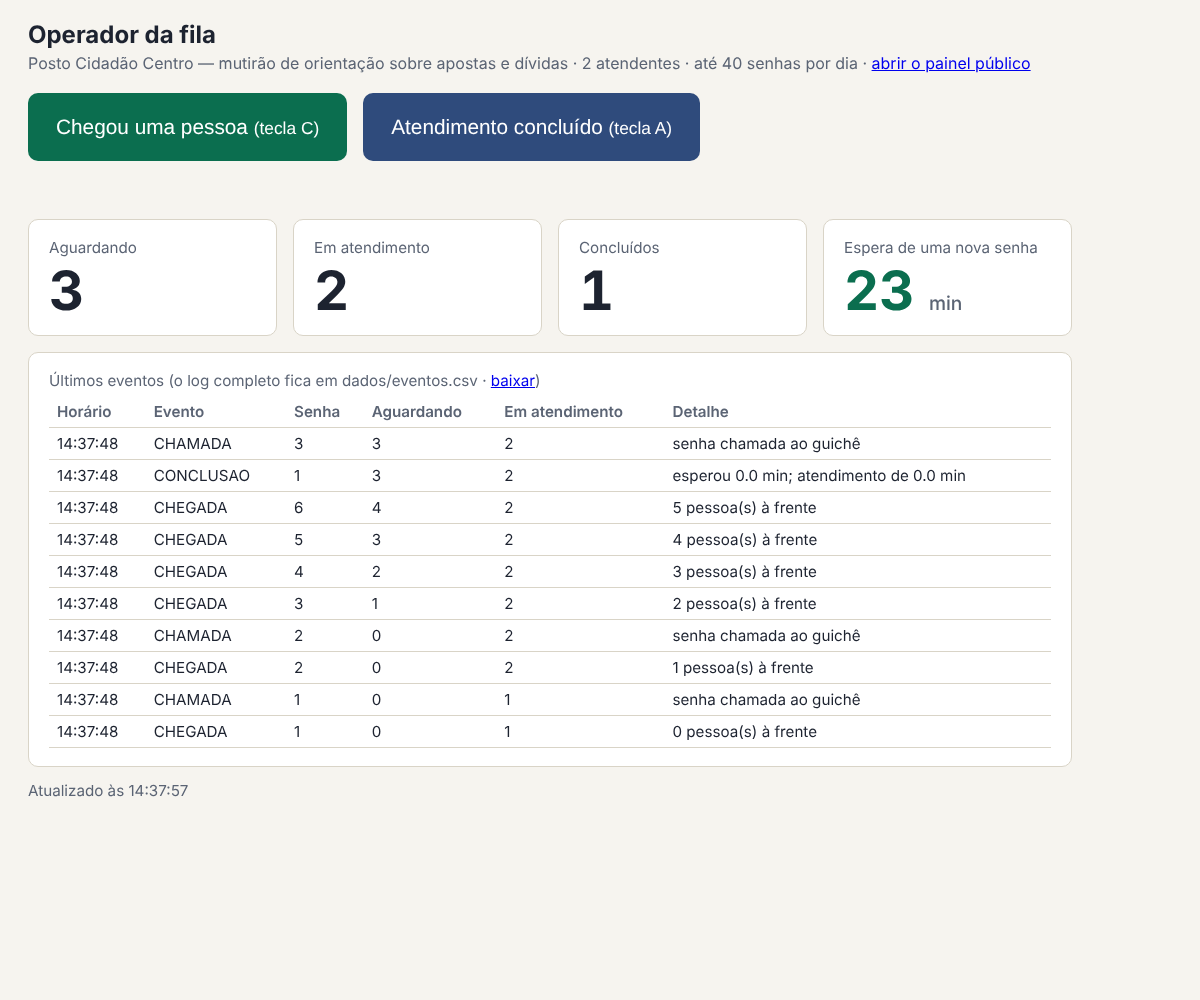 Operador da fila
Posto Cidadão Centro — mutirão de orientação sobre apostas e dívidas · 2 atendentes · até 40 senhas por dia · abrir o painel público
Chegou uma pessoa (tecla C) Atendimento concluído (tecla A)
Aguardando Em atendimento Concluídos Espera de uma nova senha
3 2 1 23 min
Últimos eventos (o log completo fica em dados/eventos.csv · baixar)
Horário Evento Senha Aguardando Em atendimento Detalhe
14:37:48 CHAMADA 3 3 2 senha chamada ao guichê
14:37:48 CONCLUSAO 1 3 2 esperou 0.0 min; atendimento de 0.0 min
14:37:48 CHEGADA 6 4 2 5 pessoa(s) à frente
14:37:48 CHEGADA 5 3 2 4 pessoa(s) à frente
14:37:48 CHEGADA 4 2 2 3 pessoa(s) à frente
14:37:48 CHEGADA 3 1 2 2 pessoa(s) à frente
14:37:48 CHAMADA 2 0 2 senha chamada ao guichê
14:37:48 CHEGADA 2 0 2 1 pessoa(s) à frente
14:37:48 CHAMADA 1 0 1 senha chamada ao guichê
14:37:48 CHEGADA 1 0 1 0 pessoa(s) à frente
Atualizado às 14:37:57